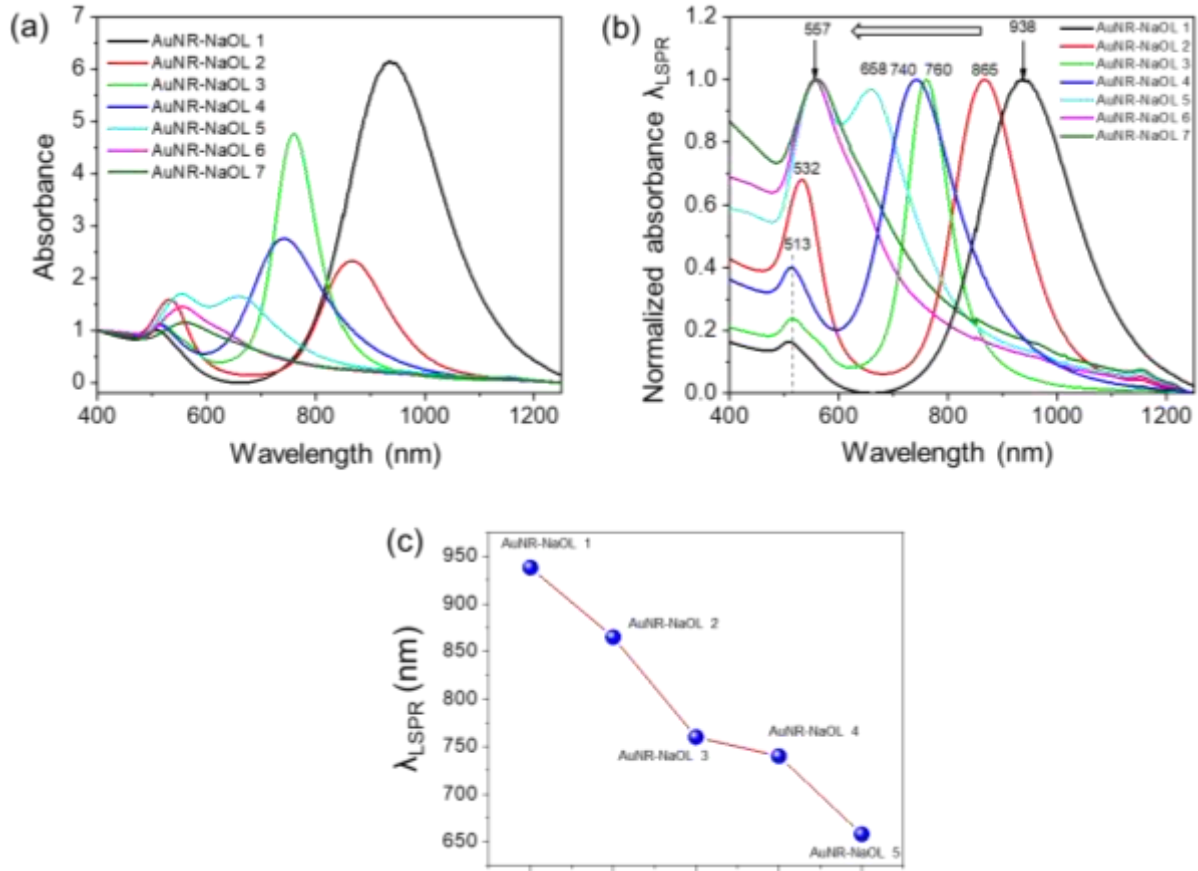 (a)
7
6
5
4
3
2
1
0
Absorbance
AuNR-NaOL 1
AuNR-NaOL 2
AuNR-NaOL 3
AuNR-NaOL 4
AuNR-NaOL 5
AuNR-NaOL 6
AuNR-NaOL 7
400 600 800 1000 1200
Wavelength (nm)
(b)
1.2
1.0
0.8
0.6
0.4
0.2
0.0
Normalized absorbance λLSPR
557 938
658 740 760 865
532
513
AuNR-NaOL 1
AuNR-NaOL 2
AuNR-NaOL 3
AuNR-NaOL 4
AuNR-NaOL 5
AuNR-NaOL 6
AuNR-NaOL 7
400 600 800 1000 1200
Wavelength (nm)
(c)
950
900
850
800
750
700
650
λLSPR (nm)
AuNR-NaOL 1
AuNR-NaOL 2
AuNR-NaOL 3
AuNR-NaOL 4
AuNR-NaOL 5